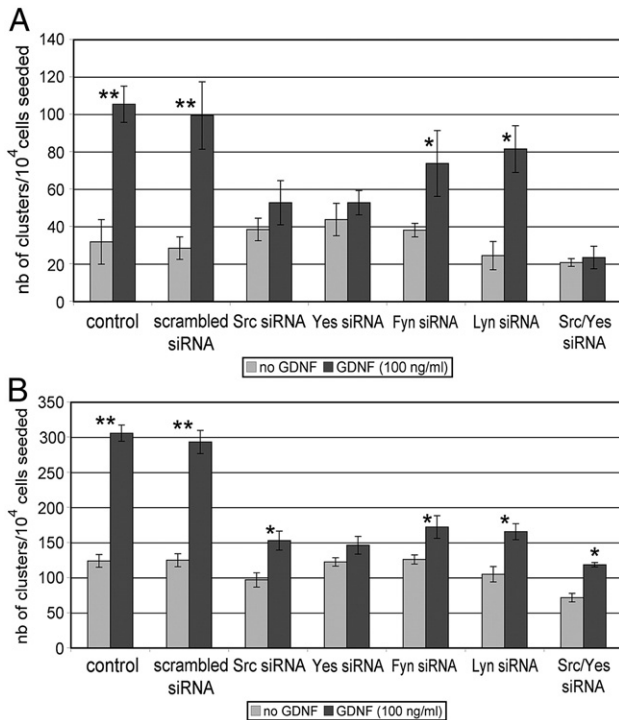 A
nb of clusters/10⁴ cells seeded
140
120
100
80
60
40
20
0
** ** * *
control scrambled siRNA Src siRNA Yes siRNA Fyn siRNA Lyn siRNA Src/Yes siRNA
no GDNF GDNF (100 ng/ml)
B
nb of clusters/10⁴ cells seeded
350
300
250
200
150
100
50
0
** ** * * * *
control scrambled siRNA Src siRNA Yes siRNA Fyn siRNA Lyn siRNA Src/Yes siRNA
no GDNF GDNF (100 ng/ml)